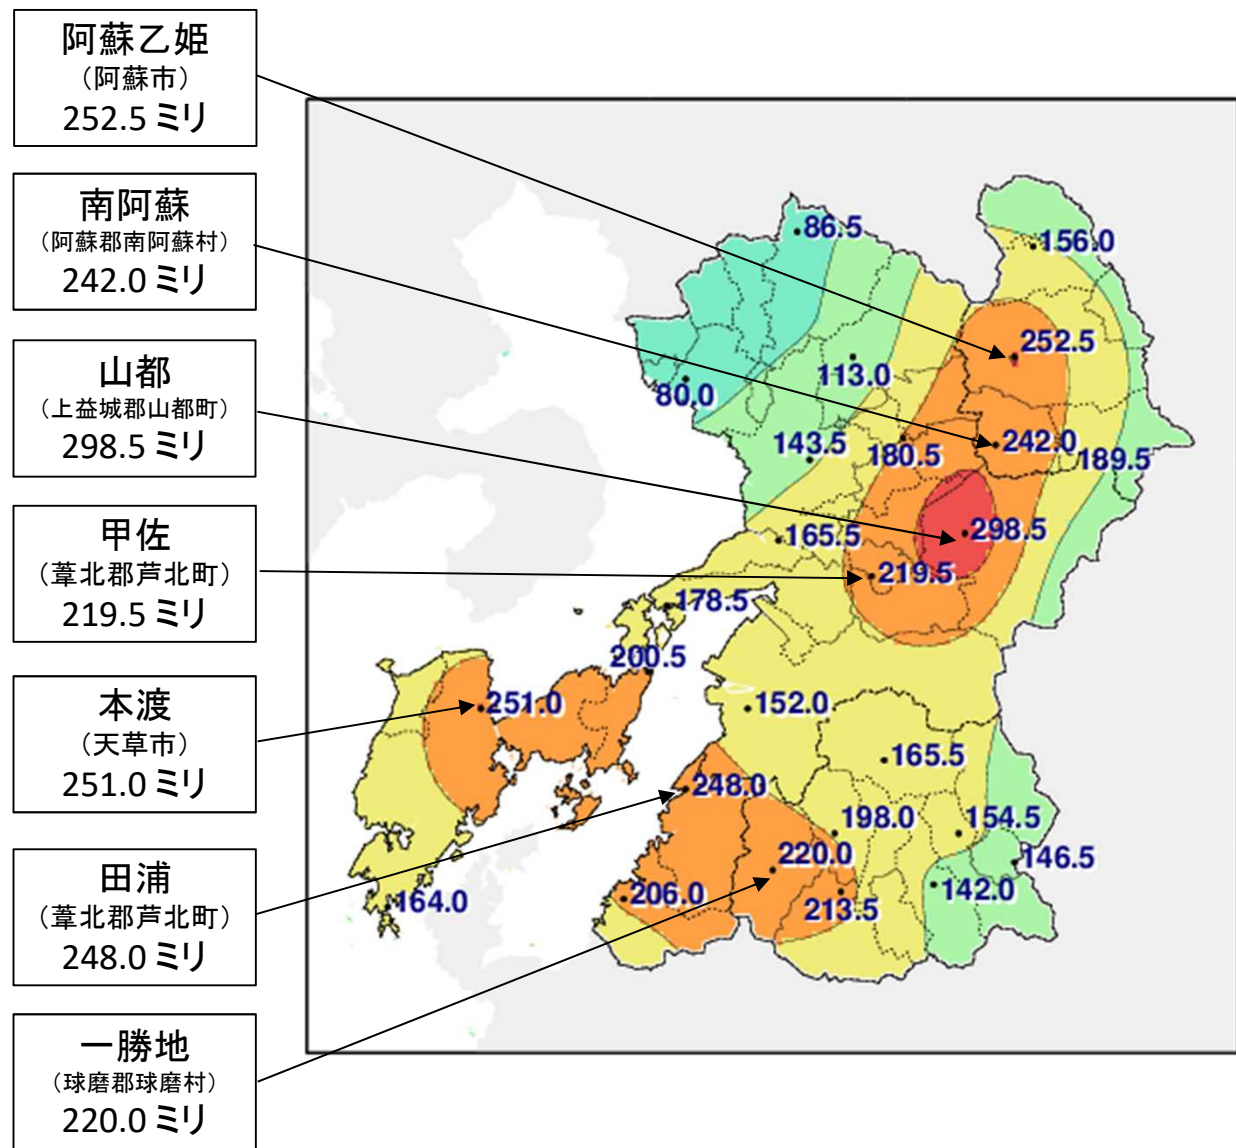 阿蘇乙姫
（阿蘇市）
252.5 ミリ
南阿蘇
（阿蘇郡南阿蘇村）
242.0 ミリ
山都
（上益城郡山都町）
298.5 ミリ
甲佐
（葦北郡芦北町）
219.5 ミリ
本渡
（天草市）
251.0 ミリ
田浦
（葦北郡芦北町）
248.0 ミリ
一勝地
（球磨郡球磨村）
220.0 ミリ
86.5
156.0
252.5
113.0
80.0
143.5
180.5
242.0
189.5
165.5
298.5
219.5
178.5
200.5
251.0
152.0
165.5
248.0
198.0
154.5
220.0
146.5
206.0
213.5
142.0
164.0